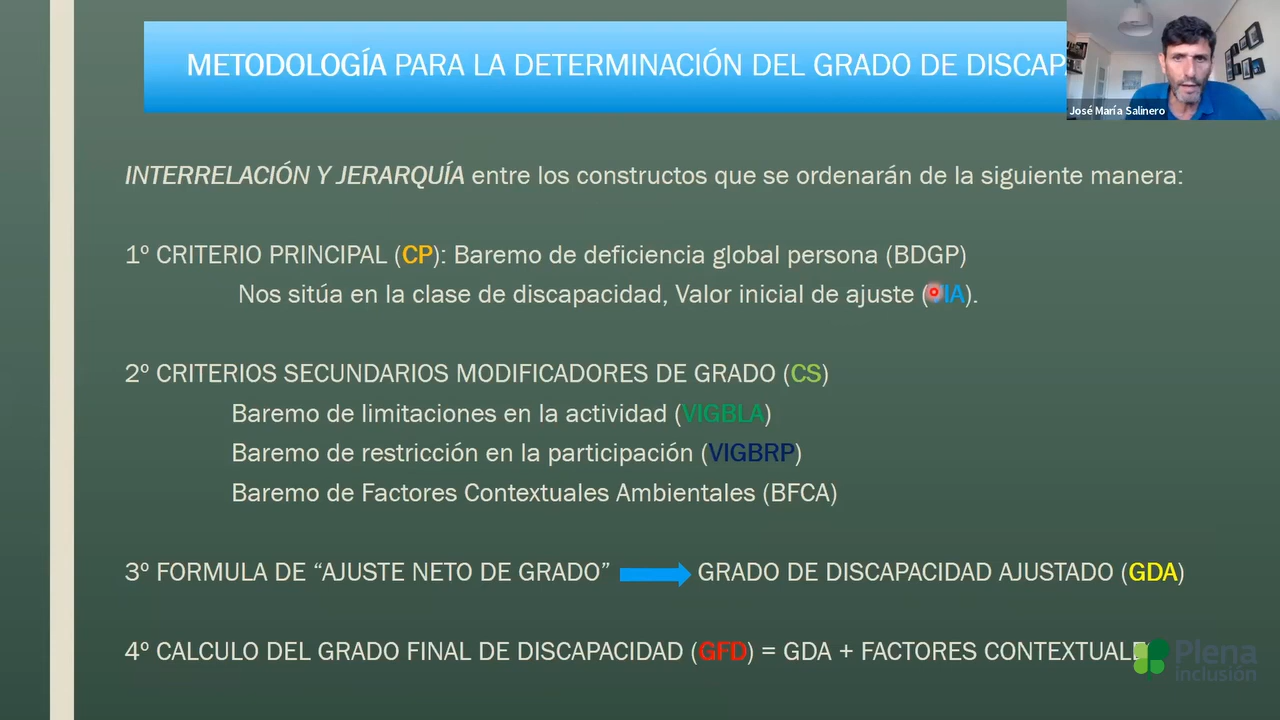 METODOLOGÍA PARA LA DETERMINACIÓN DEL GRADO DE DISCAP
José María Salinero
INTERRELACIÓN Y JERARQUÍA entre los constructos que se ordenarán de la siguiente manera:
1º CRITERIO PRINCIPAL (CP): Baremo de deficiencia global persona (BDGP)
Nos sitúa en la clase de discapacidad, Valor inicial de ajuste (VIA).
2º CRITERIOS SECUNDARIOS MODIFICADORES DE GRADO (CS)
Baremo de limitaciones en la actividad (VIGBLA)
Baremo de restricción en la participación (VIGBRP)
Baremo de Factores Contextuales Ambientales (BFCA)
3º FORMULA DE “AJUSTE NETO DE GRADO” GRADO DE DISCAPACIDAD AJUSTADO (GDA)
4º CALCULO DEL GRADO FINAL DE DISCAPACIDAD (GFD) = GDA + FACTORES CONTEXTUALE
Plena
inclusión